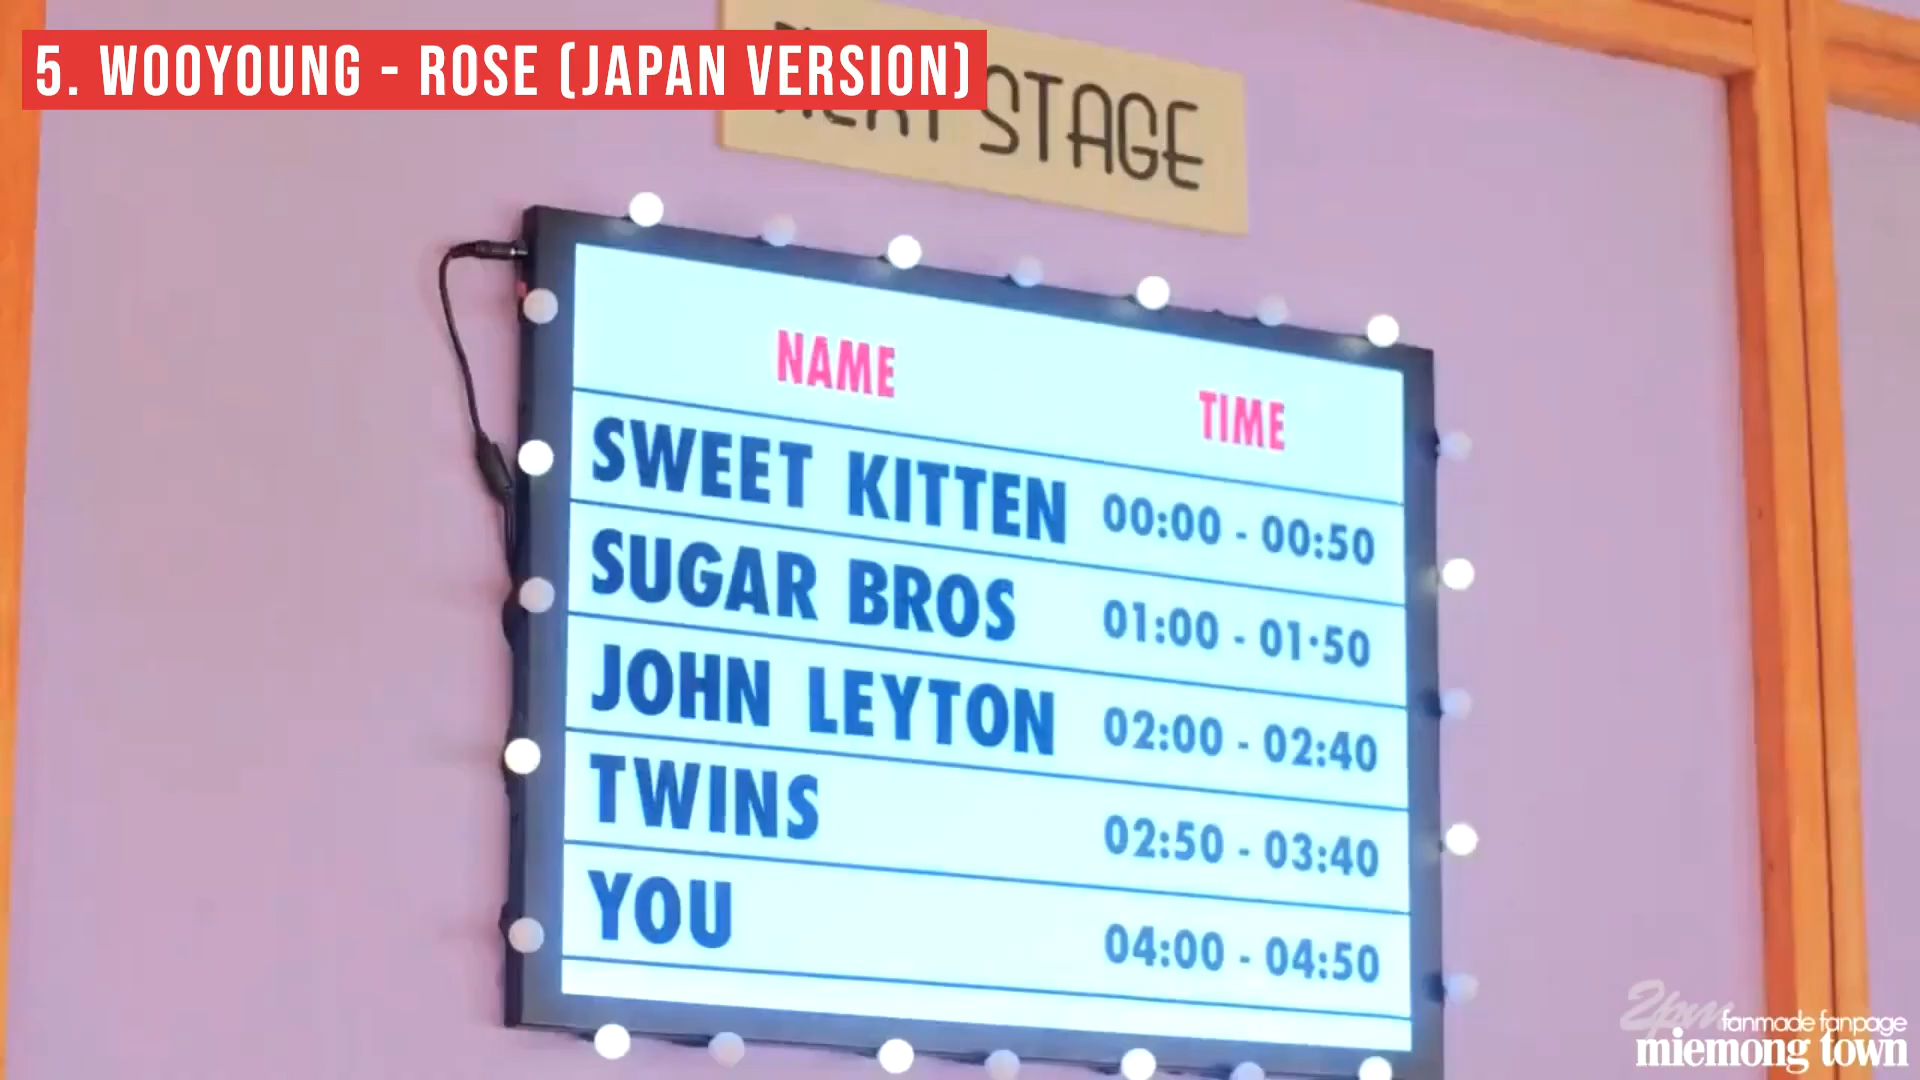 5. WOOYOUNG - ROSE (JAPAN VERSION)
STAGE
NAME TIME
SWEET KITTEN 00:00 - 00:50
SUGAR BROS 01:00 - 01:50
JOHN LEYTON 02:00 - 02:40
TWINS 02:50 - 03:40
YOU 04:00 - 04:50
2pm fanmade fanpage
miemong town